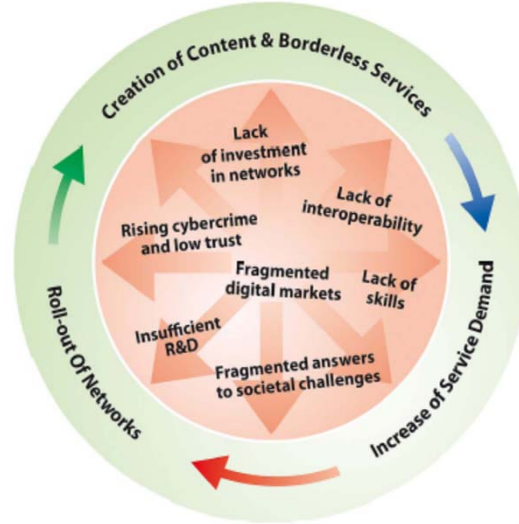 Creation of Content & Borderless Services
Lack
of investment
in networks
Lack of
interoperability
Rising cybercrime
and low trust
Fragmented
digital markets
Lack of
skills
Insufficient
R&D
Fragmented answers
to societal challenges
Increase of Service Demand
Roll-out Of Networks